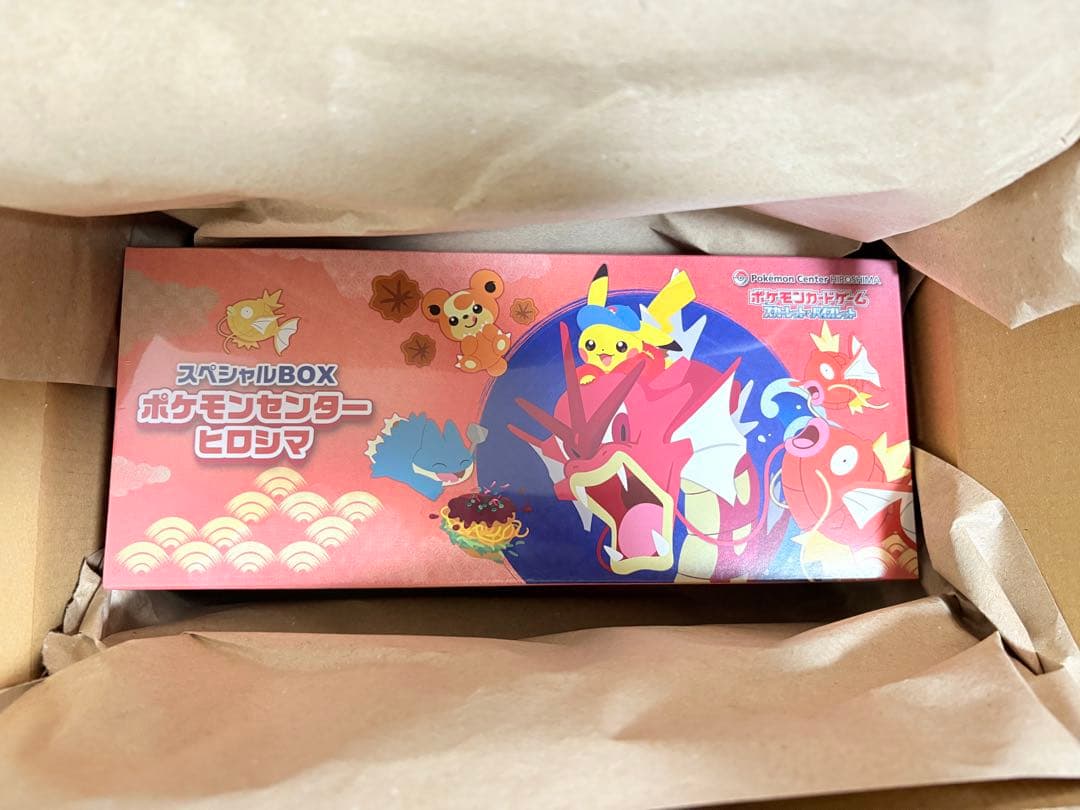 Pokémon Center HIROSHIMA
ポケモンカードゲーム
スカーレット&バイオレット
スペシャルBOX
ポケモンセンター
ヒロシマ